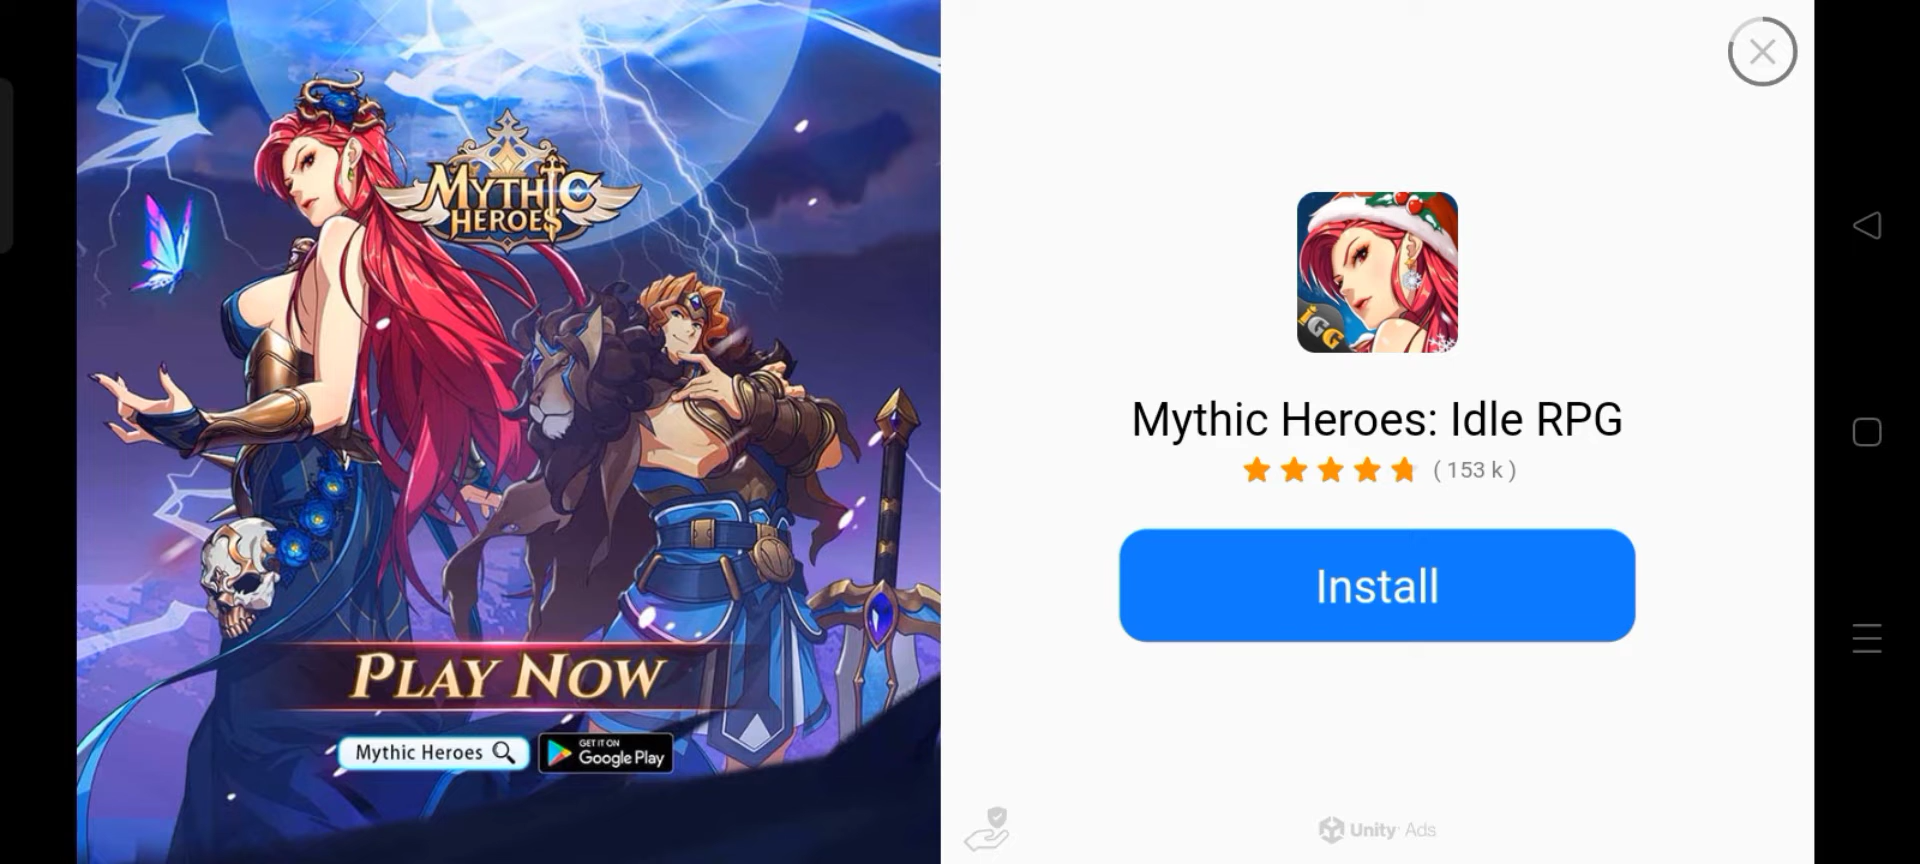 MYTHIC
HEROES
PLAY NOW
Mythic Heroes
GET IT ON
Google Play
IGG
Mythic Heroes: Idle RPG
( 153 k )
Install
Unity Ads